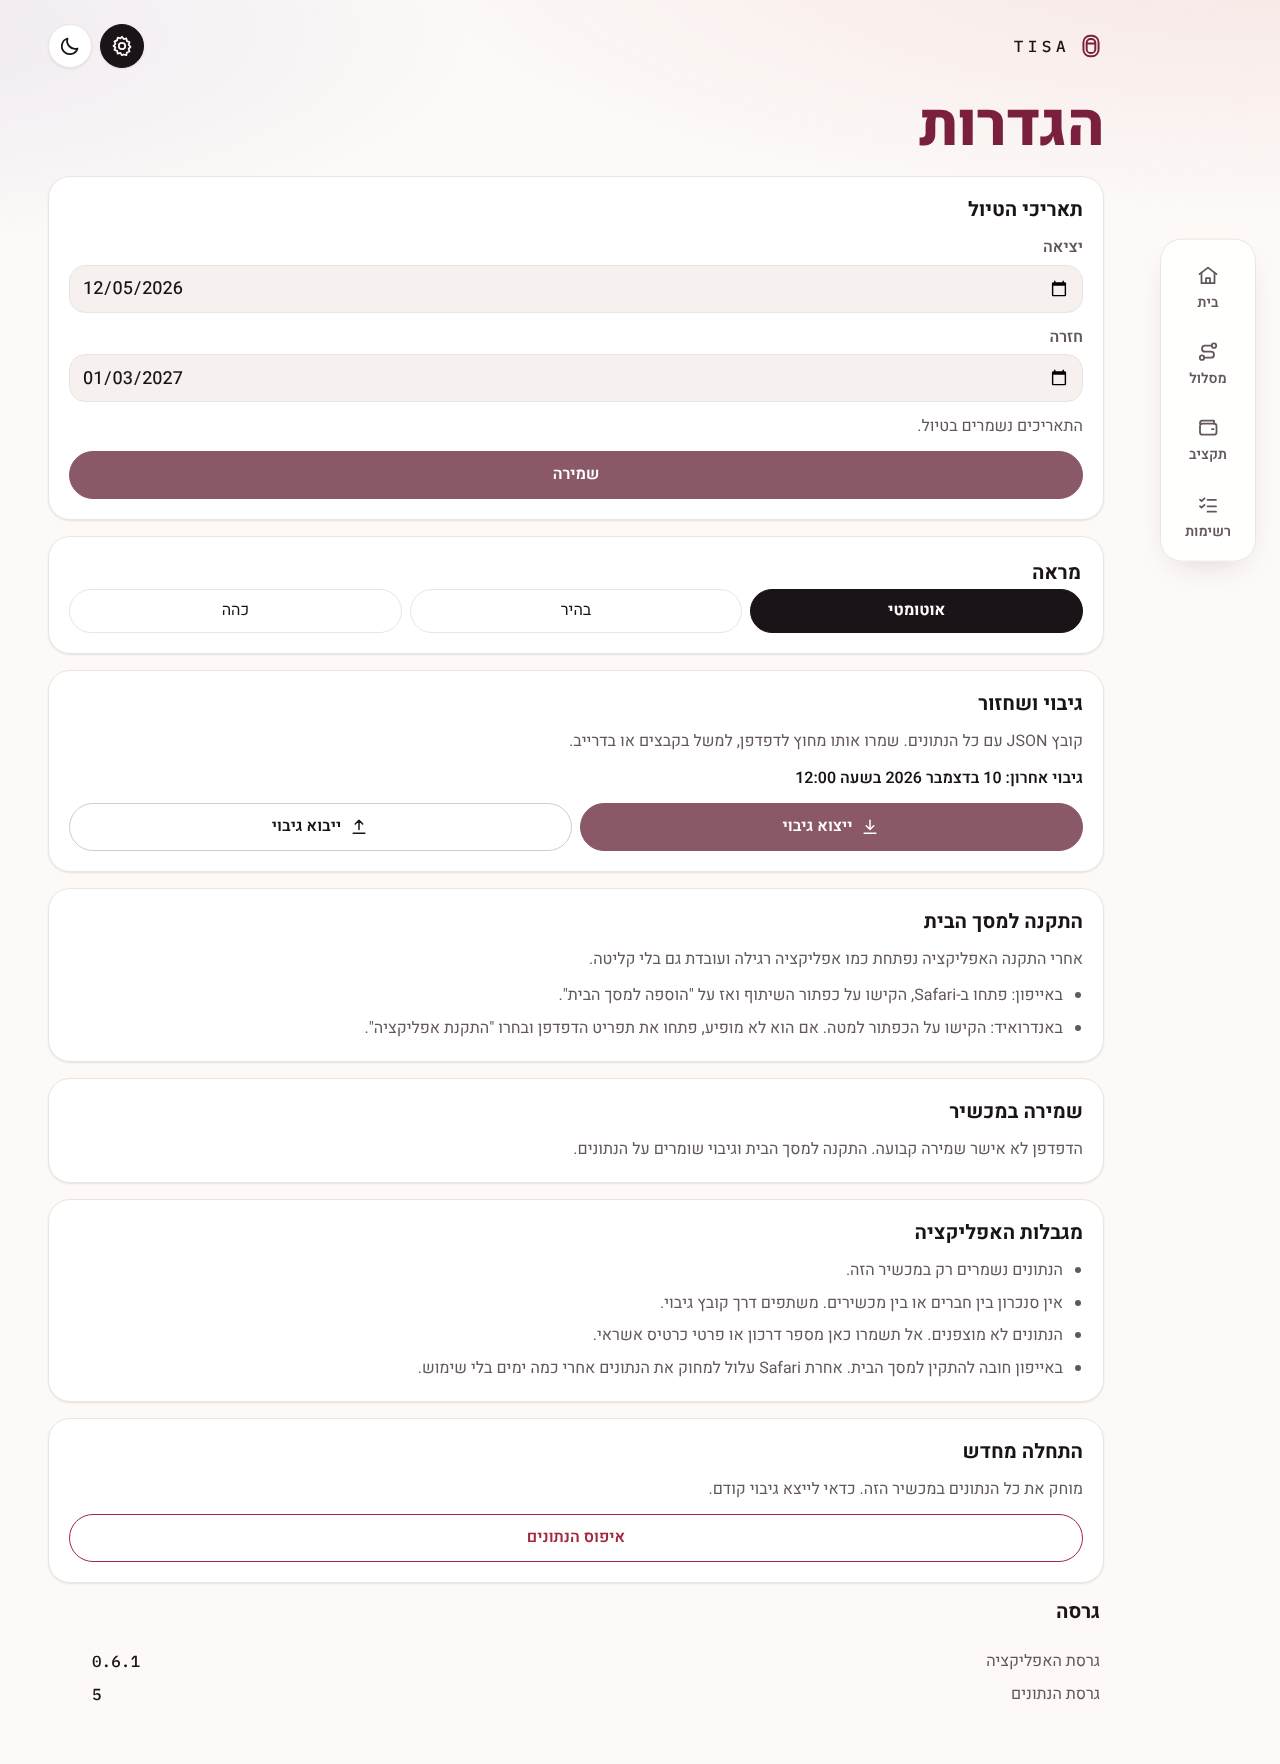 TISA
הגדרות
בית
מסלול
תקציב
רשימות
תאריכי הטיול
יציאה
12/05/2026
חזרה
01/03/2027
התאריכים נשמרים בטיול.
שמירה
מראה
אוטומטי
בהיר
כהה
גיבוי ושחזור
קובץ JSON עם כל הנתונים. שמרו אותו מחוץ לדפדפן, למשל בקבצים או בדרייב.
גיבוי אחרון: 10 בדצמבר 2026 בשעה 12:00
ייצוא גיבוי
ייבוא גיבוי
התקנה למסך הבית
אחרי התקנה האפליקציה נפתחת כמו אפליקציה רגילה ועובדת גם בלי קליטה.
באייפון: פתחו ב-Safari, הקישו על כפתור השיתוף ואז על "הוספה למסך הבית".
באנדרואיד: הקישו על הכפתור למטה. אם הוא לא מופיע, פתחו את תפריט הדפדפן ובחרו "התקנת אפליקציה".
שמירה במכשיר
הדפדפן לא אישר שמירה קבועה. התקנה למסך הבית וגיבוי שומרים על הנתונים.
מגבלות האפליקציה
הנתונים נשמרים רק במכשיר הזה.
אין סנכרון בין חברים או בין מכשירים. משתפים דרך קובץ גיבוי.
הנתונים לא מוצפנים. אל תשמרו כאן מספר דרכון או פרטי כרטיס אשראי.
באייפון חובה להתקין למסך הבית. אחרת Safari עלול למחוק את הנתונים אחרי כמה ימים בלי שימוש.
התחלה מחדש
מוחק את כל הנתונים במכשיר הזה. כדאי לייצא גיבוי קודם.
איפוס הנתונים
גרסה
גרסת האפליקציה 0.6.1
גרסת הנתונים 5